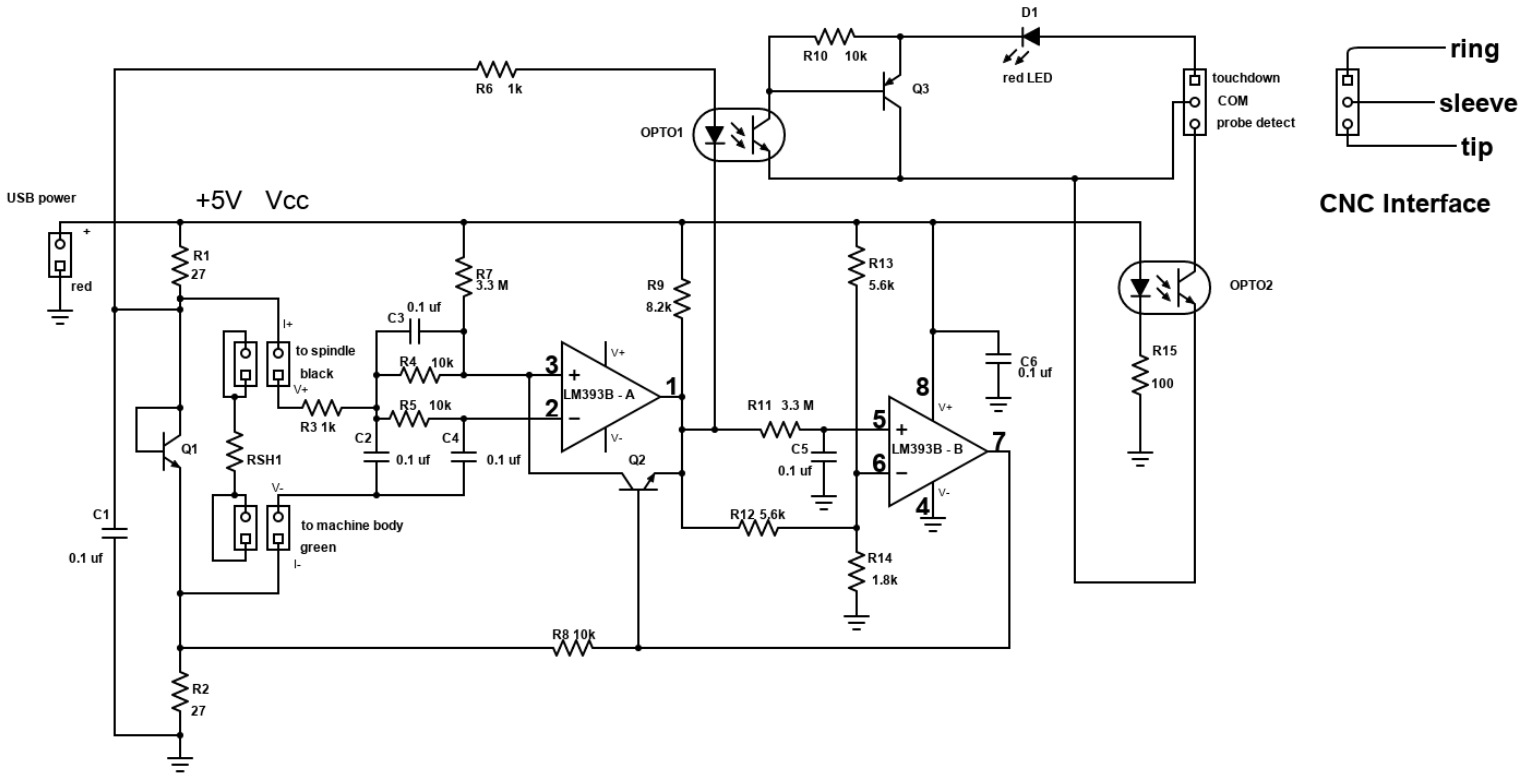 D1
R10 10k
red LED
Q3
R6 1k
OPTO1
touchdown
COM
probe detect
ring
sleeve
tip
CNC Interface
USB power
+5V Vcc
+
red
R1
27
R7
3.3 M
R9
8.2k
R13
5.6k
OPTO2
C3
0.1 uf
I+
to spindle
black
V+
R4 10k
R5 10k
R3 1k
3
2
+
−
V+
LM393B - A
V-
1
R11 3.3 M
C5
0.1 uf
8
V+
5
6
+
−
LM393B - B
7
V-
4
C6
0.1 uf
R15
100
Q1
RSH1
C2
0.1 uf
C4
0.1 uf
Q2
V-
to machine body
green
I-
C1
0.1 uf
R12 5.6k
R14
1.8k
R8 10k
R2
27